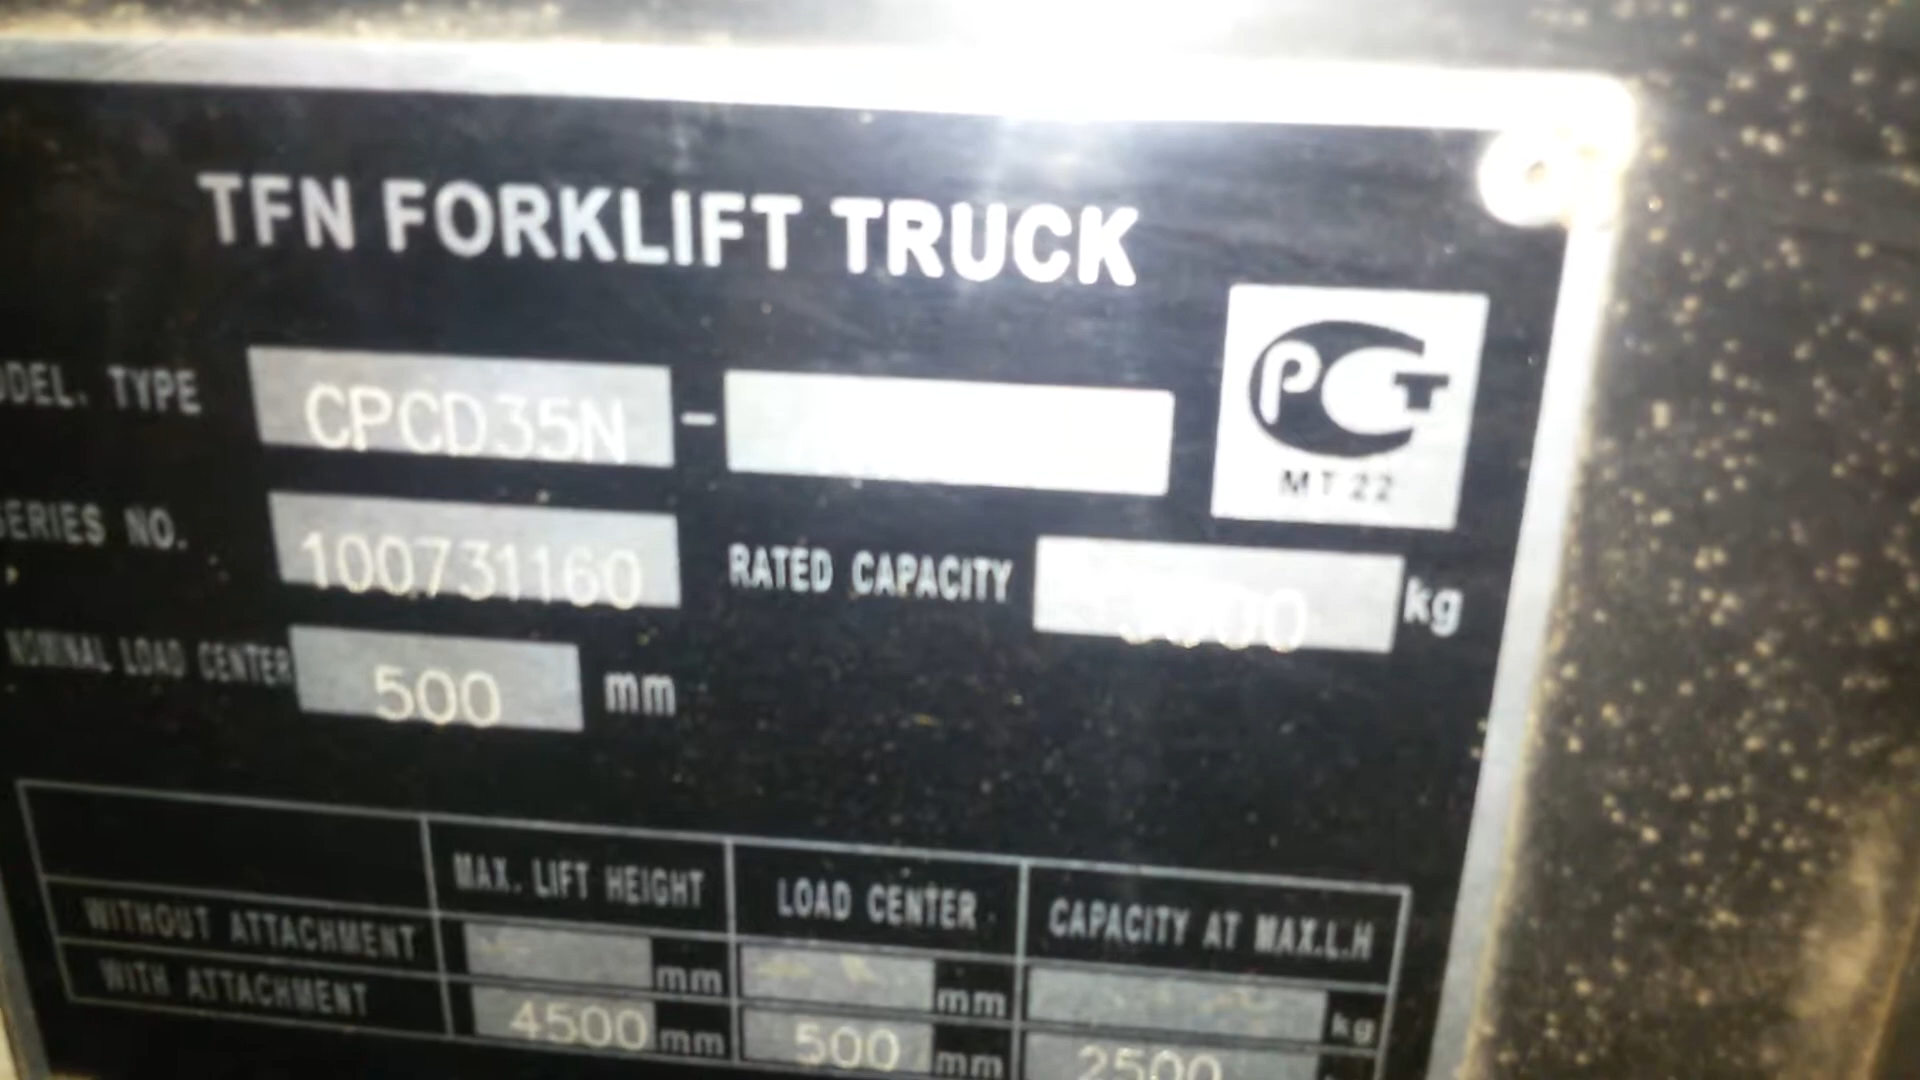 TFN FORKLIFT TRUCK
ODEL. TYPE CPCD35N -
PCT
MT 22
SERIES NO. 100731160 RATED CAPACITY kg
NOMINAL LOAD CENTER 500 mm
MAX. LIFT HEIGHT LOAD CENTER CAPACITY AT MAX.L.H
WITHOUT ATTACHMENT mm mm kg
WITH ATTACHMENT 4500 mm 500 mm 2500